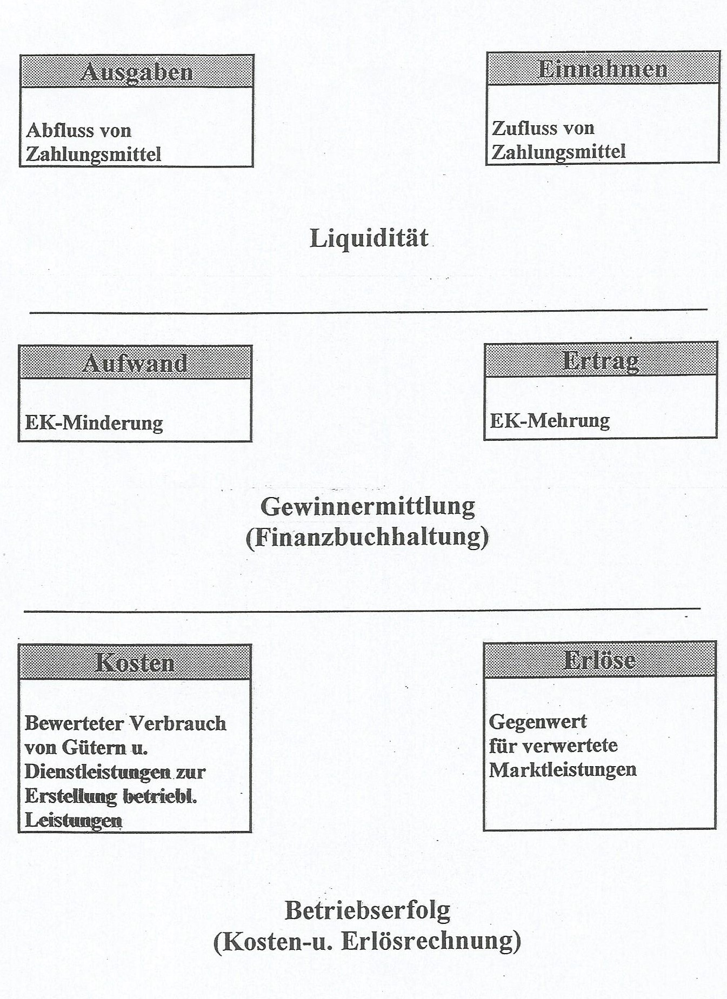 Ausgaben
Einnahmen
Abfluss von
Zahlungsmittel
Zufluss von
Zahlungsmittel
Liquidität
Aufwand
Ertrag
EK-Minderung
EK-Mehrung
Gewinnermittlung
(Finanzbuchhaltung)
Kosten
Erlöse
Bewerteter Verbrauch
von Gütern u.
Dienstleistungen zur
Erstellung betriebl.
Leistungen
Gegenwert
für verwertete
Marktleistungen
Betriebserfolg
(Kosten-u. Erlösrechnung)